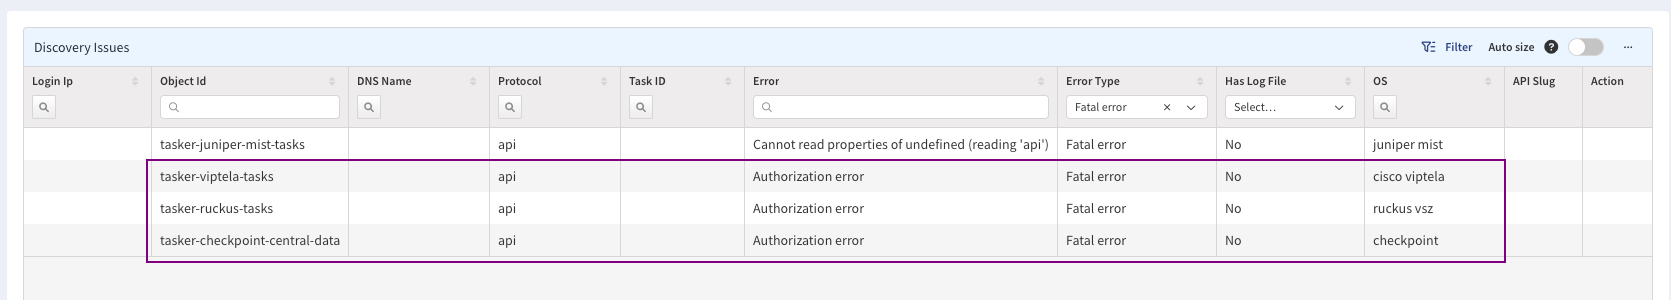 Discovery Issues
Filter Auto size ? ...
Login Ip Object Id DNS Name Protocol Task ID Error Error Type Has Log File OS API Slug Action
Fatal error × Select...
tasker-juniper-mist-tasks api Cannot read properties of undefined (reading 'api') Fatal error No juniper mist
tasker-viptela-tasks api Authorization error Fatal error No cisco viptela
tasker-ruckus-tasks api Authorization error Fatal error No ruckus vsz
tasker-checkpoint-central-data api Authorization error Fatal error No checkpoint